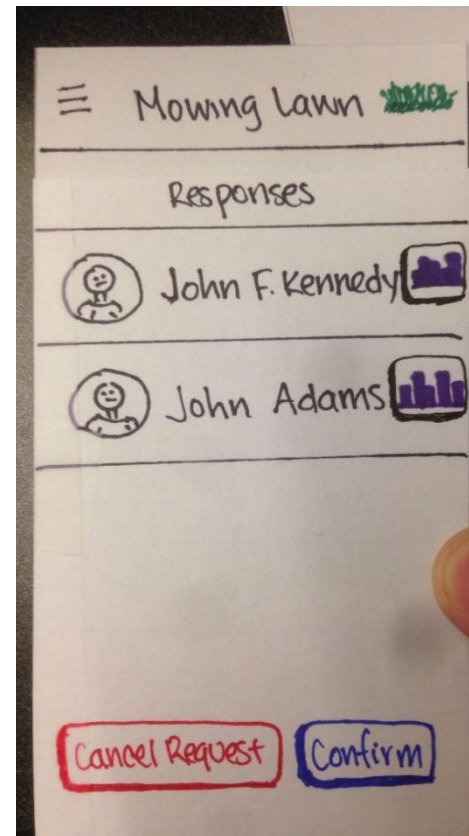 Mowing Lawn
Responses
John F. Kennedy
John Adams
Cancel Request
Confirm